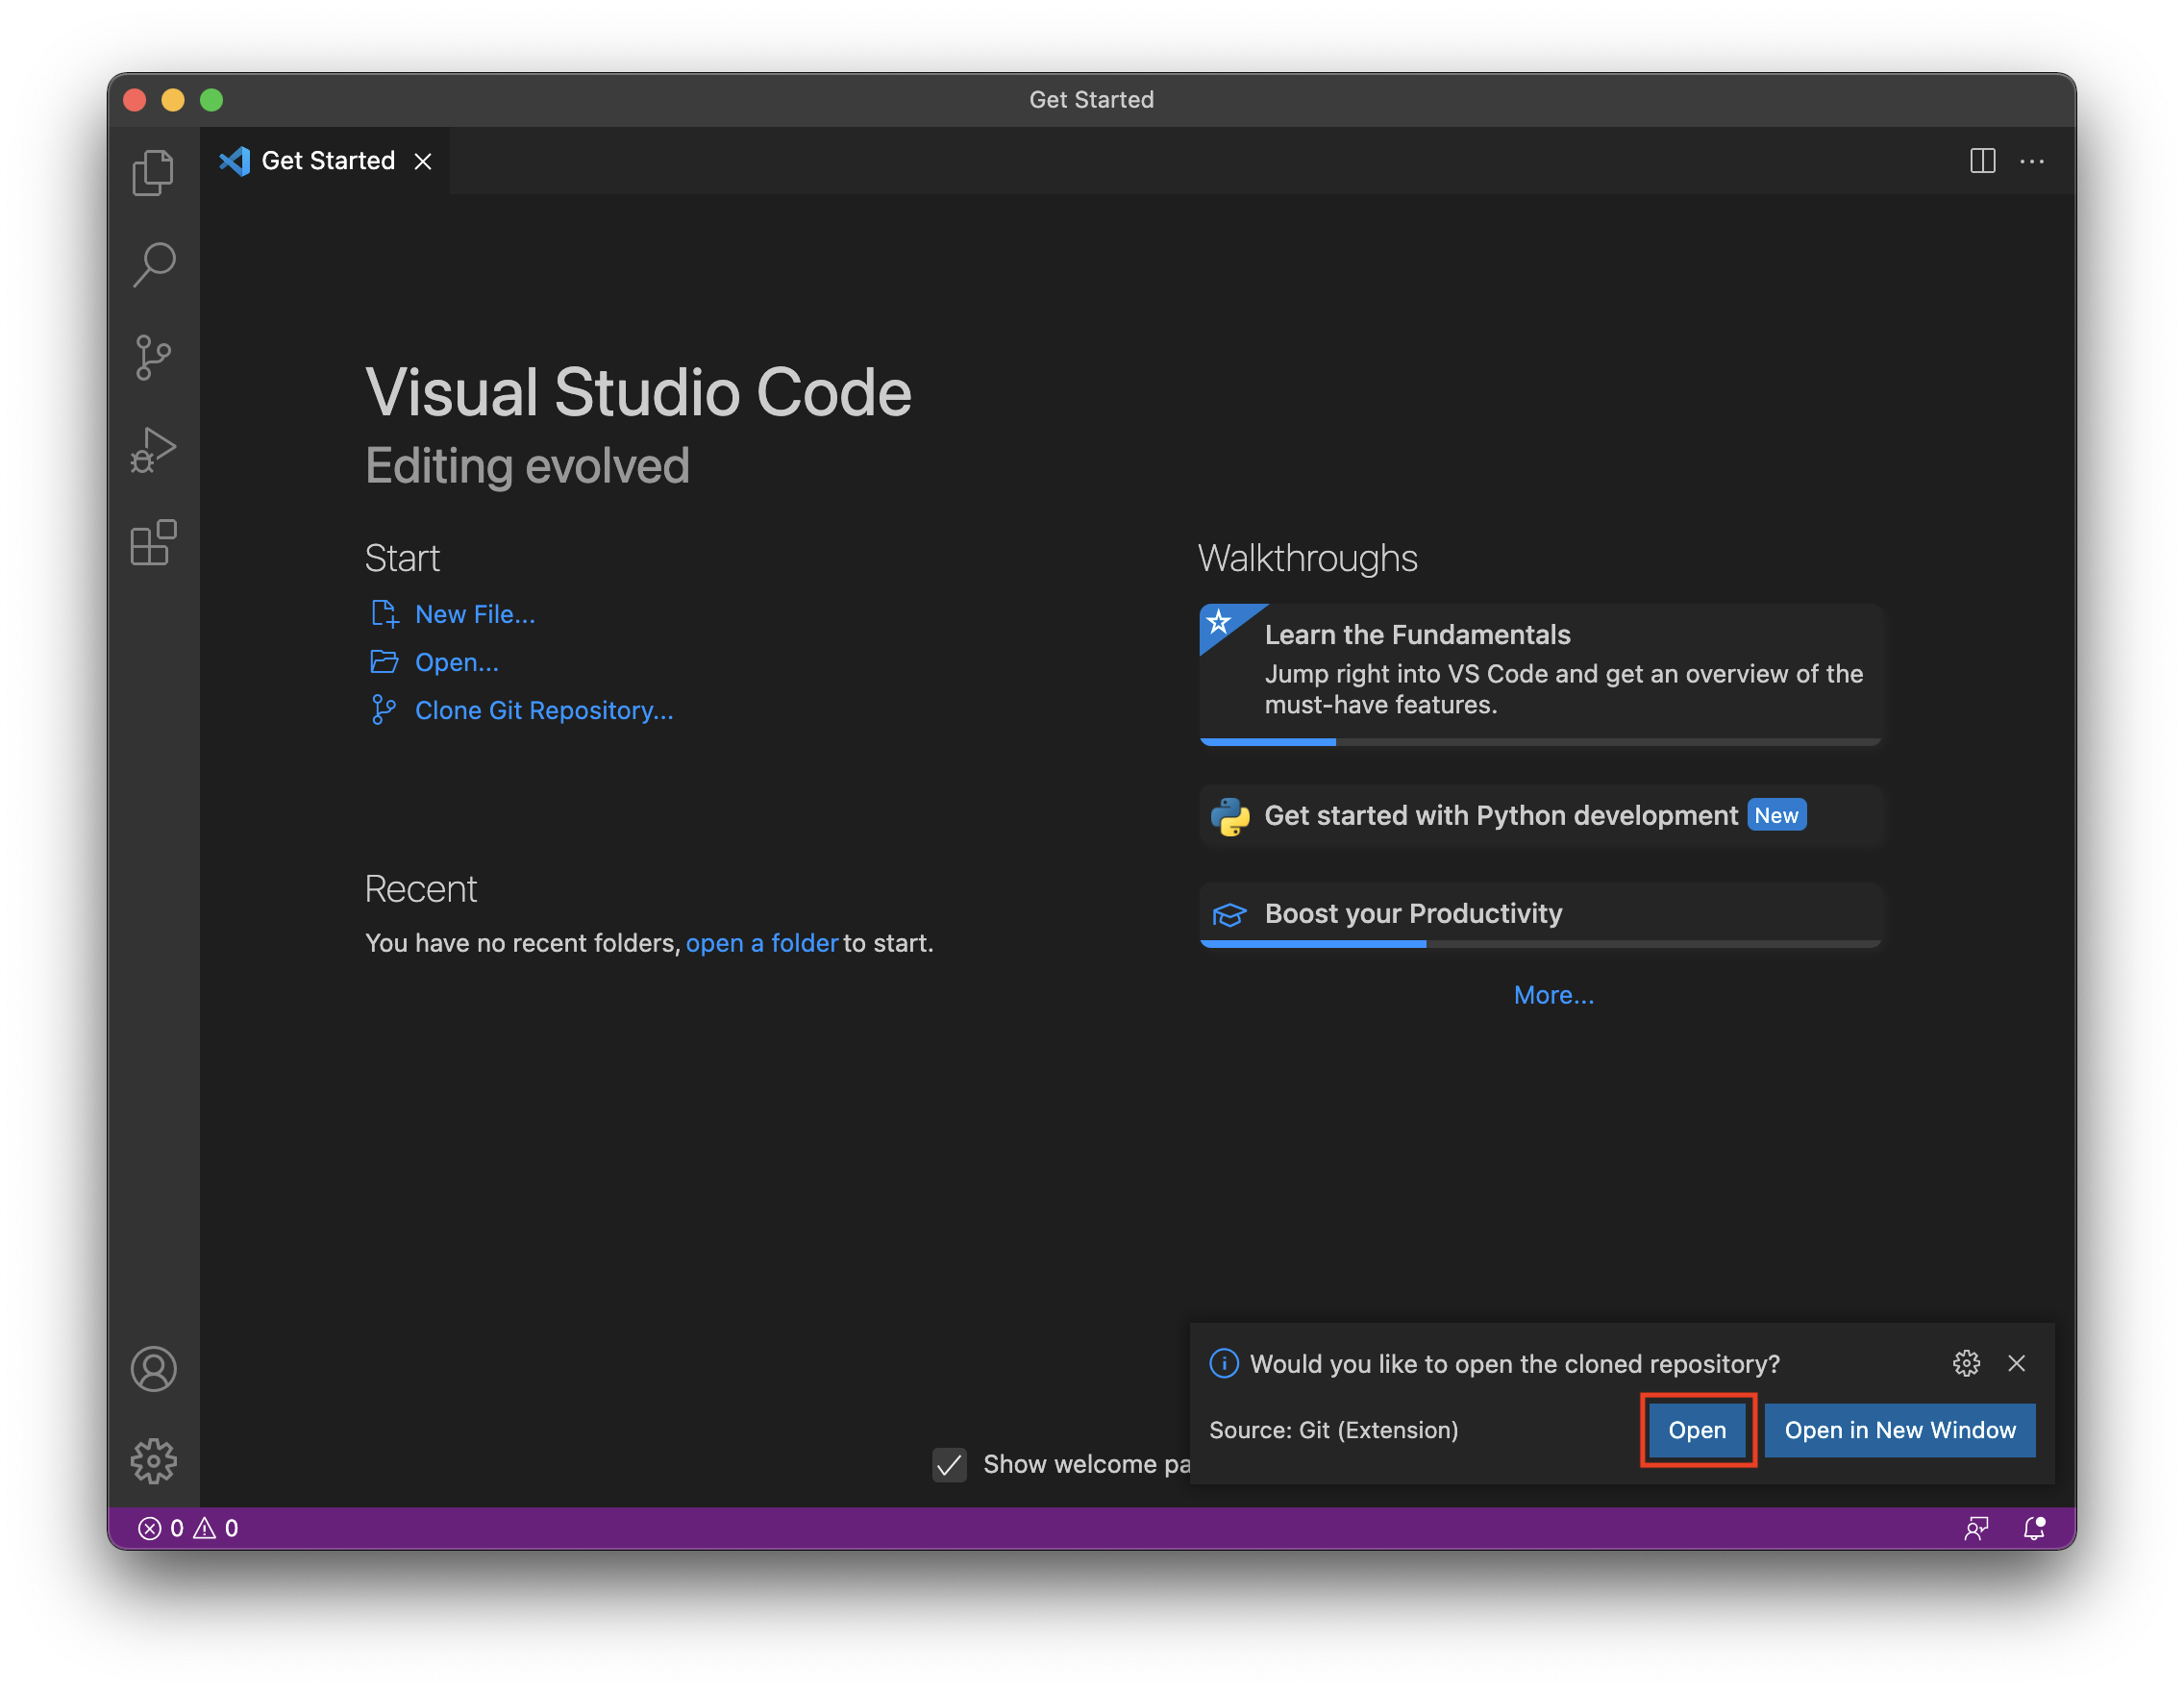 Get Started
Get Started
Visual Studio Code
Editing evolved
Start
New File...
Open...
Clone Git Repository...
Recent
You have no recent folders, open a folder to start.
Walkthroughs
Learn the Fundamentals
Jump right into VS Code and get an overview of the
must-have features.
Get started with Python development New
Boost your Productivity
More...
Would you like to open the cloned repository?
Source: Git (Extension)
Open
Open in New Window
Show welcome pa
0 0